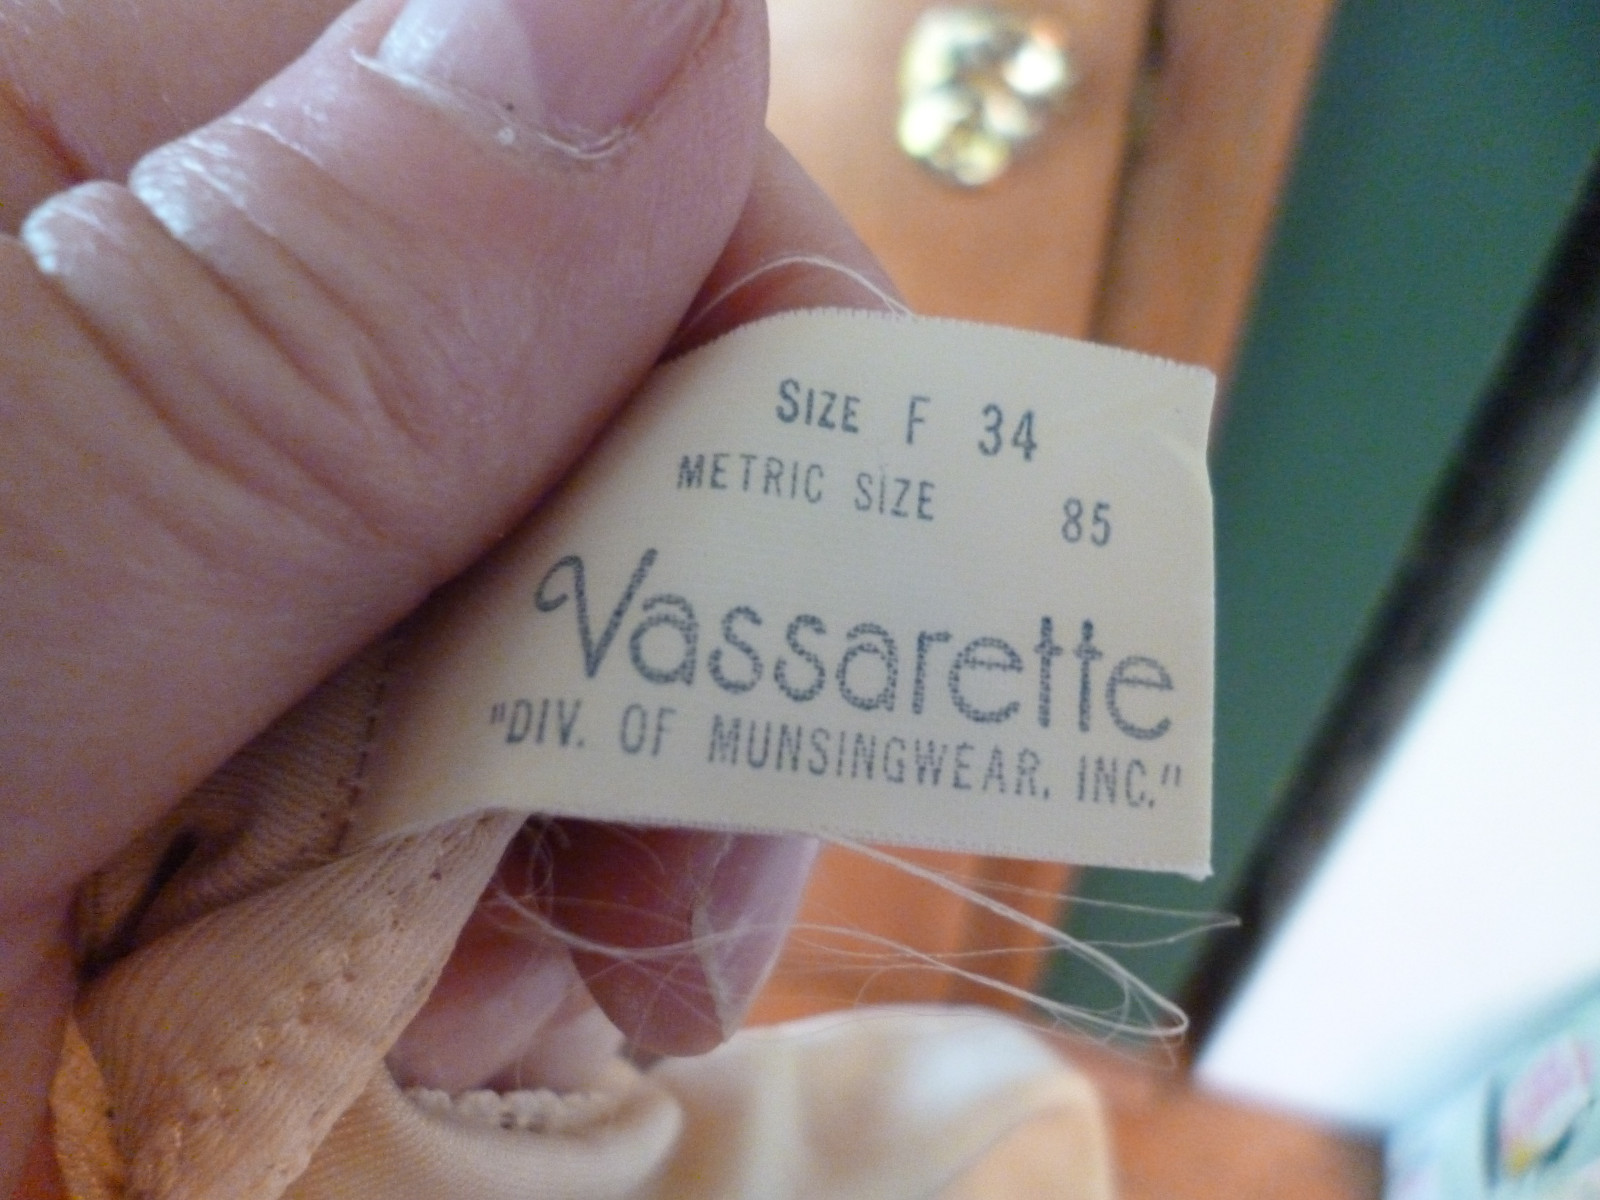 SIZE F 34
METRIC SIZE 85
Vassarette
"DIV. OF MUNSINGWEAR, INC."